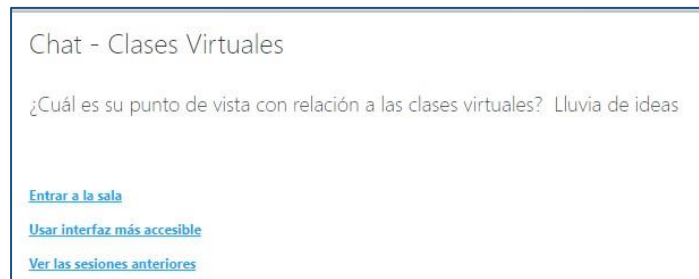 Chat - Clases Virtuales
¿Cuál es su punto de vista con relación a las clases virtuales?  Lluvia de ideas
Entrar a la sala
Usar interfaz más accesible
Ver las sesiones anteriores